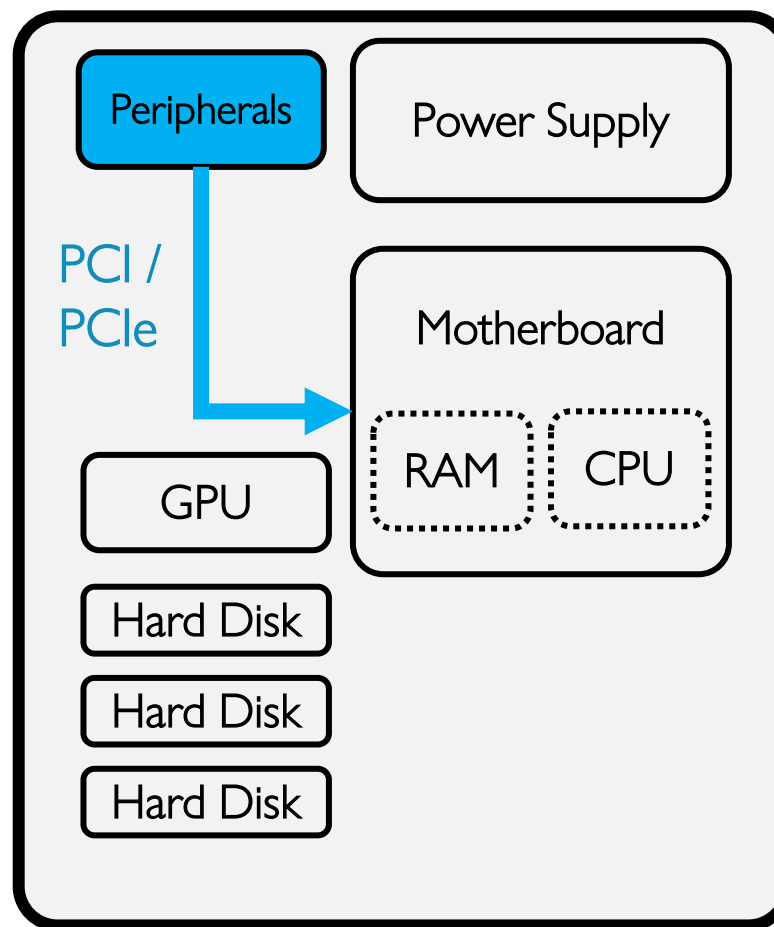 Peripherals
Power Supply
PCI /
PCIe
Motherboard
RAM
CPU
GPU
Hard Disk
Hard Disk
Hard Disk